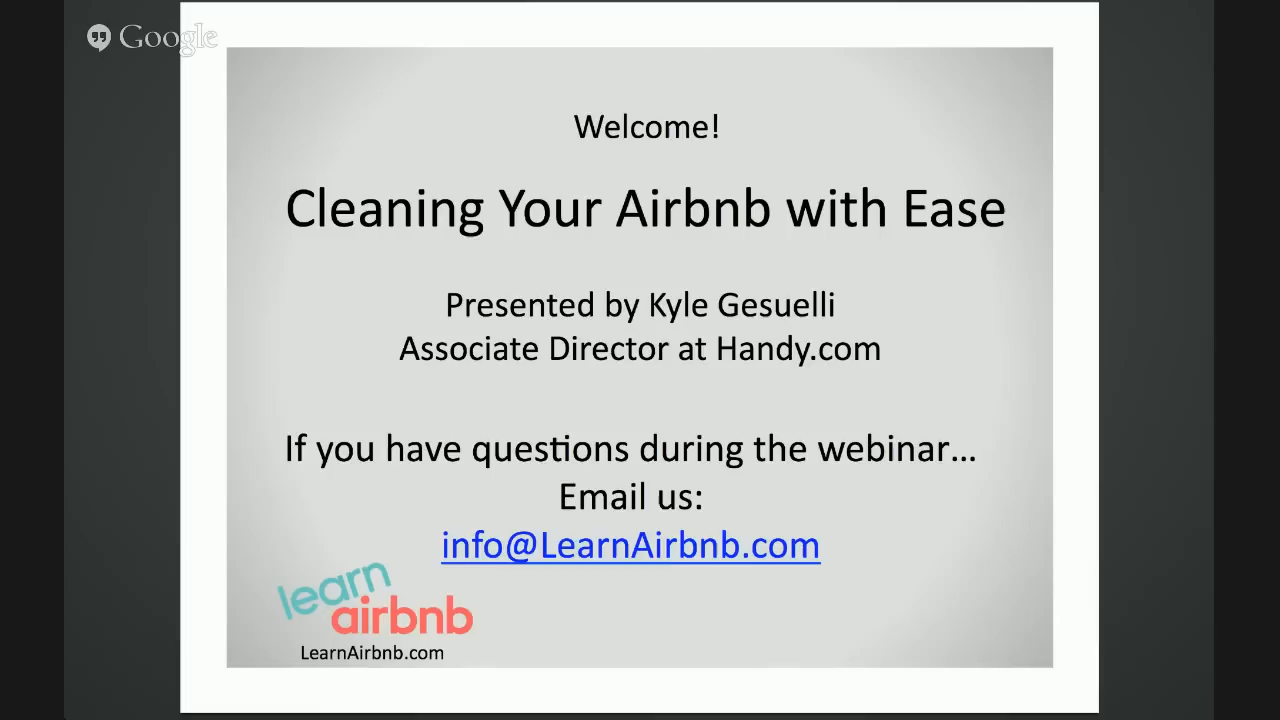 Google
Welcome!
Cleaning Your Airbnb with Ease
Presented by Kyle Gesuelli
Associate Director at Handy.com
If you have questions during the webinar…
Email us:
info@LearnAirbnb.com
learn
airbnb
LearnAirbnb.com